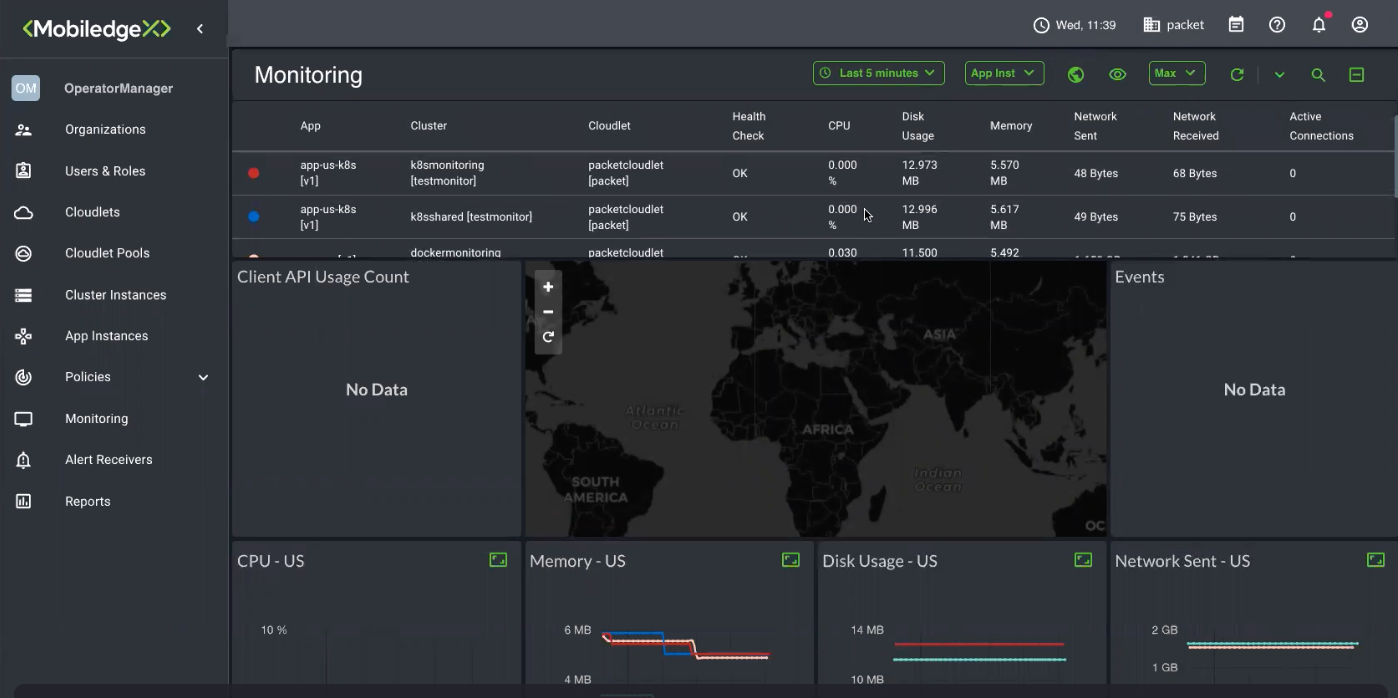 <MobiledgeX>
Wed, 11:39
packet
OM
OperatorManager
Organizations
Users & Roles
Cloudlets
Cloudlet Pools
Cluster Instances
App Instances
Policies
Monitoring
Alert Receivers
Reports
Monitoring
Last 5 minutes
App Inst
Max
App
Cluster
Cloudlet
Health
Check
CPU
Disk
Usage
Memory
Network
Sent
Network
Received
Active
Connections
app-us-k8s
[v1]
k8smonitoring
[testmonitor]
packetcloudlet
[packet]
OK
0.000
%
12.973
MB
5.570
MB
48 Bytes
68 Bytes
0
app-us-k8s
[v1]
k8sshared [testmonitor]
packetcloudlet
[packet]
OK
0.000
%
12.996
MB
5.617
MB
49 Bytes
75 Bytes
0
dockermonitoring
packetcloudlet
0.030
11.500
5.492
Client API Usage Count
No Data
ASIA
Atlantic
Ocean
AFRICA
Indian
Ocean
SOUTH
AMERICA
OC
Events
No Data
CPU - US
10 %
Memory - US
6 MB
4 MB
Disk Usage - US
14 MB
10 MB
Network Sent - US
2 GB
1 GB